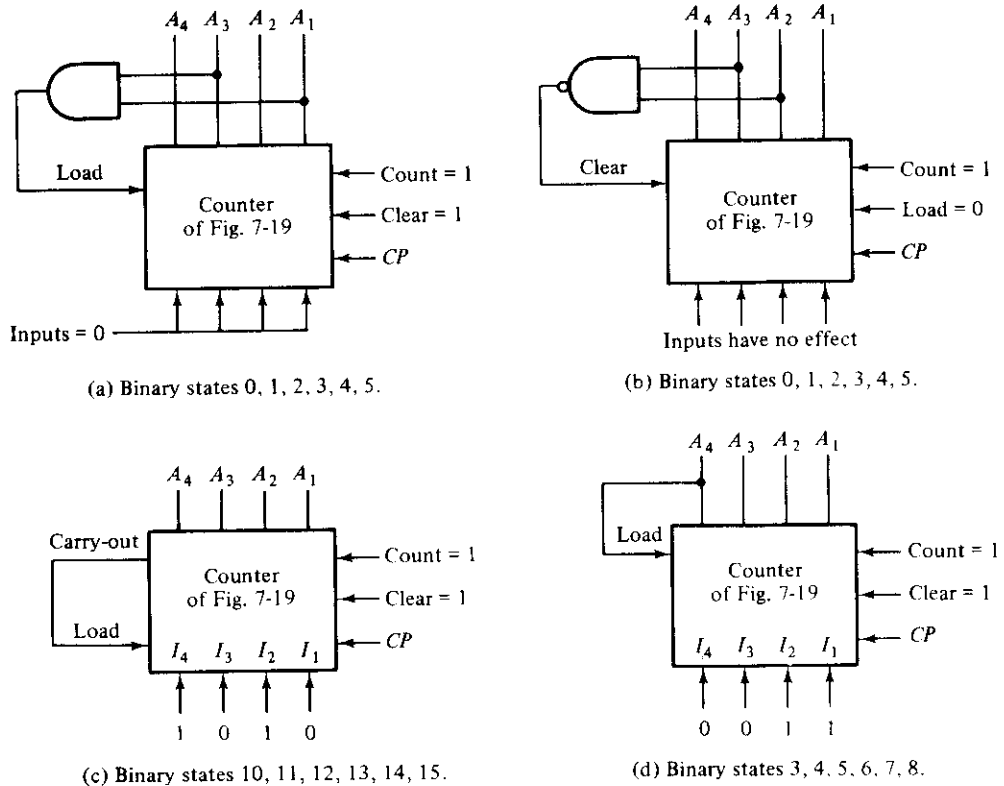 A4 A3 A2 A1
Load
Counter
of Fig. 7-19
Count = 1
Clear = 1
CP
Inputs = 0
(a) Binary states 0, 1, 2, 3, 4, 5.
A4 A3 A2 A1
Clear
Counter
of Fig. 7-19
Count = 1
Load = 0
CP
Inputs have no effect
(b) Binary states 0, 1, 2, 3, 4, 5.
A4 A3 A2 A1
Carry-out
Load
Counter
of Fig. 7-19
Count = 1
Clear = 1
CP
I4 I3 I2 I1
1 0 1 0
(c) Binary states 10, 11, 12, 13, 14, 15.
A4 A3 A2 A1
Load
Counter
of Fig. 7-19
Count = 1
Clear = 1
CP
I4 I3 I2 I1
0 0 1 1
(d) Binary states 3, 4, 5, 6, 7, 8.